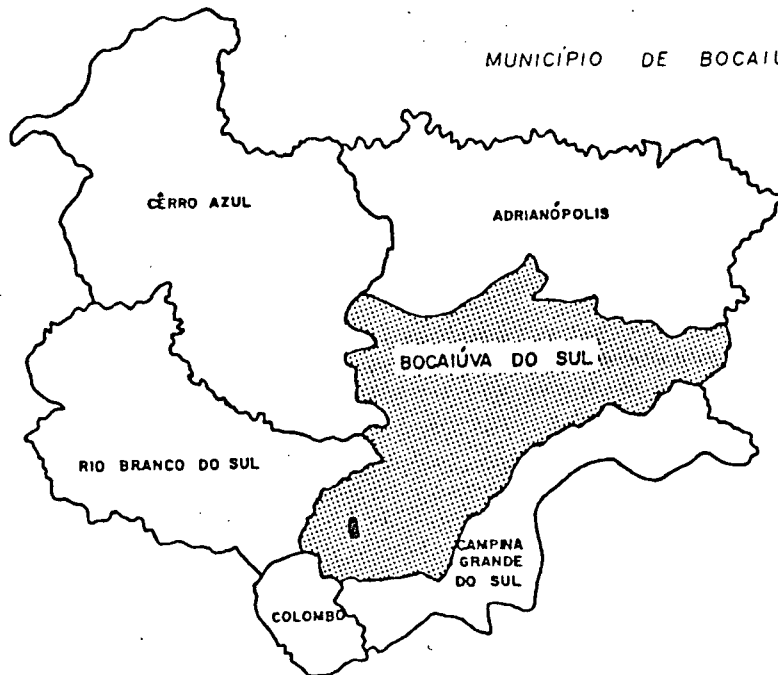 MUNICÍPIO DE BOCAIÚ
CÊRRO AZUL
ADRIANÓPOLIS
BOCAIÚVA DO SUL
RIO BRANCO DO SUL
CAMPINA
GRANDE
DO SUL
COLOMBO